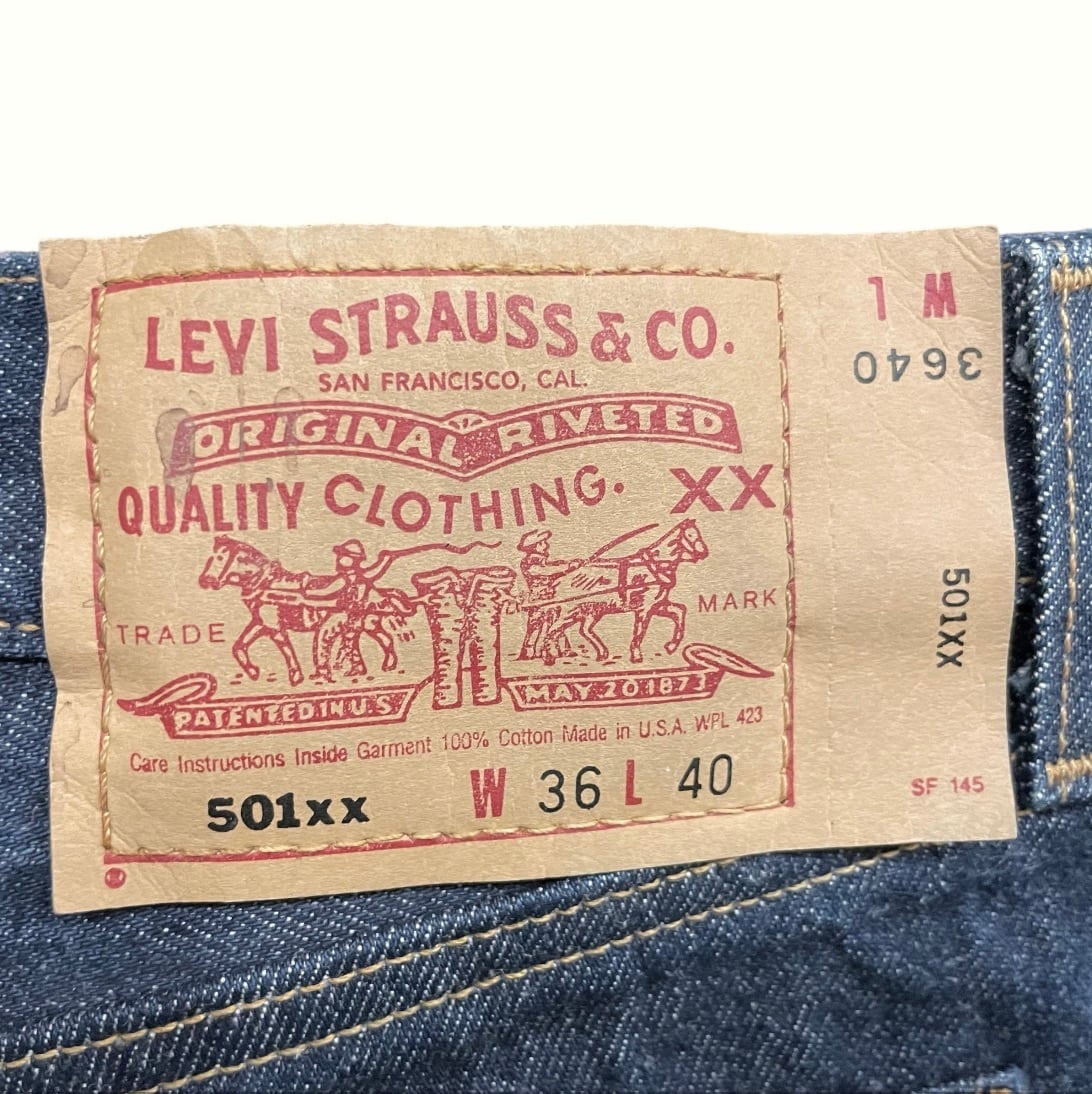 LEVI STRAUSS & CO.
SAN FRANCISCO, CAL.
ORIGINAL RIVETED
QUALITY CLOTHING. XX
TRADE MARK
PATENTED IN U.S. MAY 20 1873
Care Instructions Inside Garment 100% Cotton Made in U.S.A. WPL 423
501xx W 36 L 40
W L
3640
501XX
SF 145